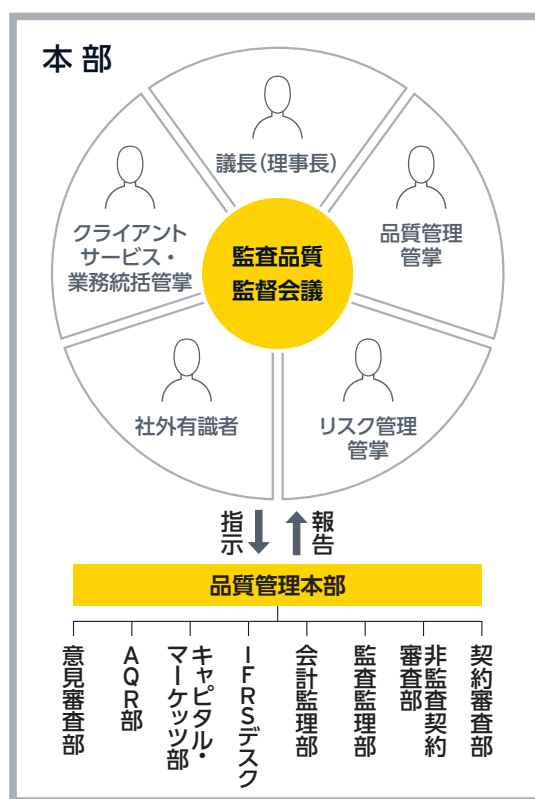 本部
議長(理事長)
クライアント
サービス・
業務統括管掌
品質管理
管掌
監査品質
監督会議
社外有識者
リスク管理
管掌
指示
報告
品質管理本部
意見審査部
AQR部
キャピタル・
マーケッツ部
IFRSデスク
会計監理部
監査監理部
非監査契約
審査部
契約審査部